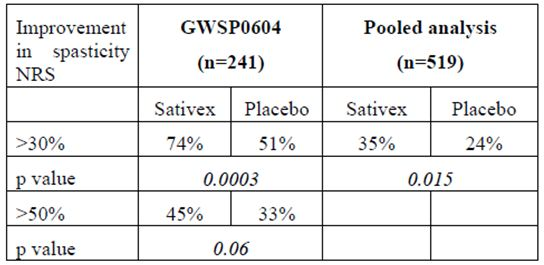 Improvement in spasticity NRS
GWSP0604 (n=241)
Pooled analysis (n=519)
Sativex
Placebo
Sativex
Placebo
>30%
74%
51%
35%
24%
p value
0.0003
0.015
>50%
45%
33%
p value
0.06